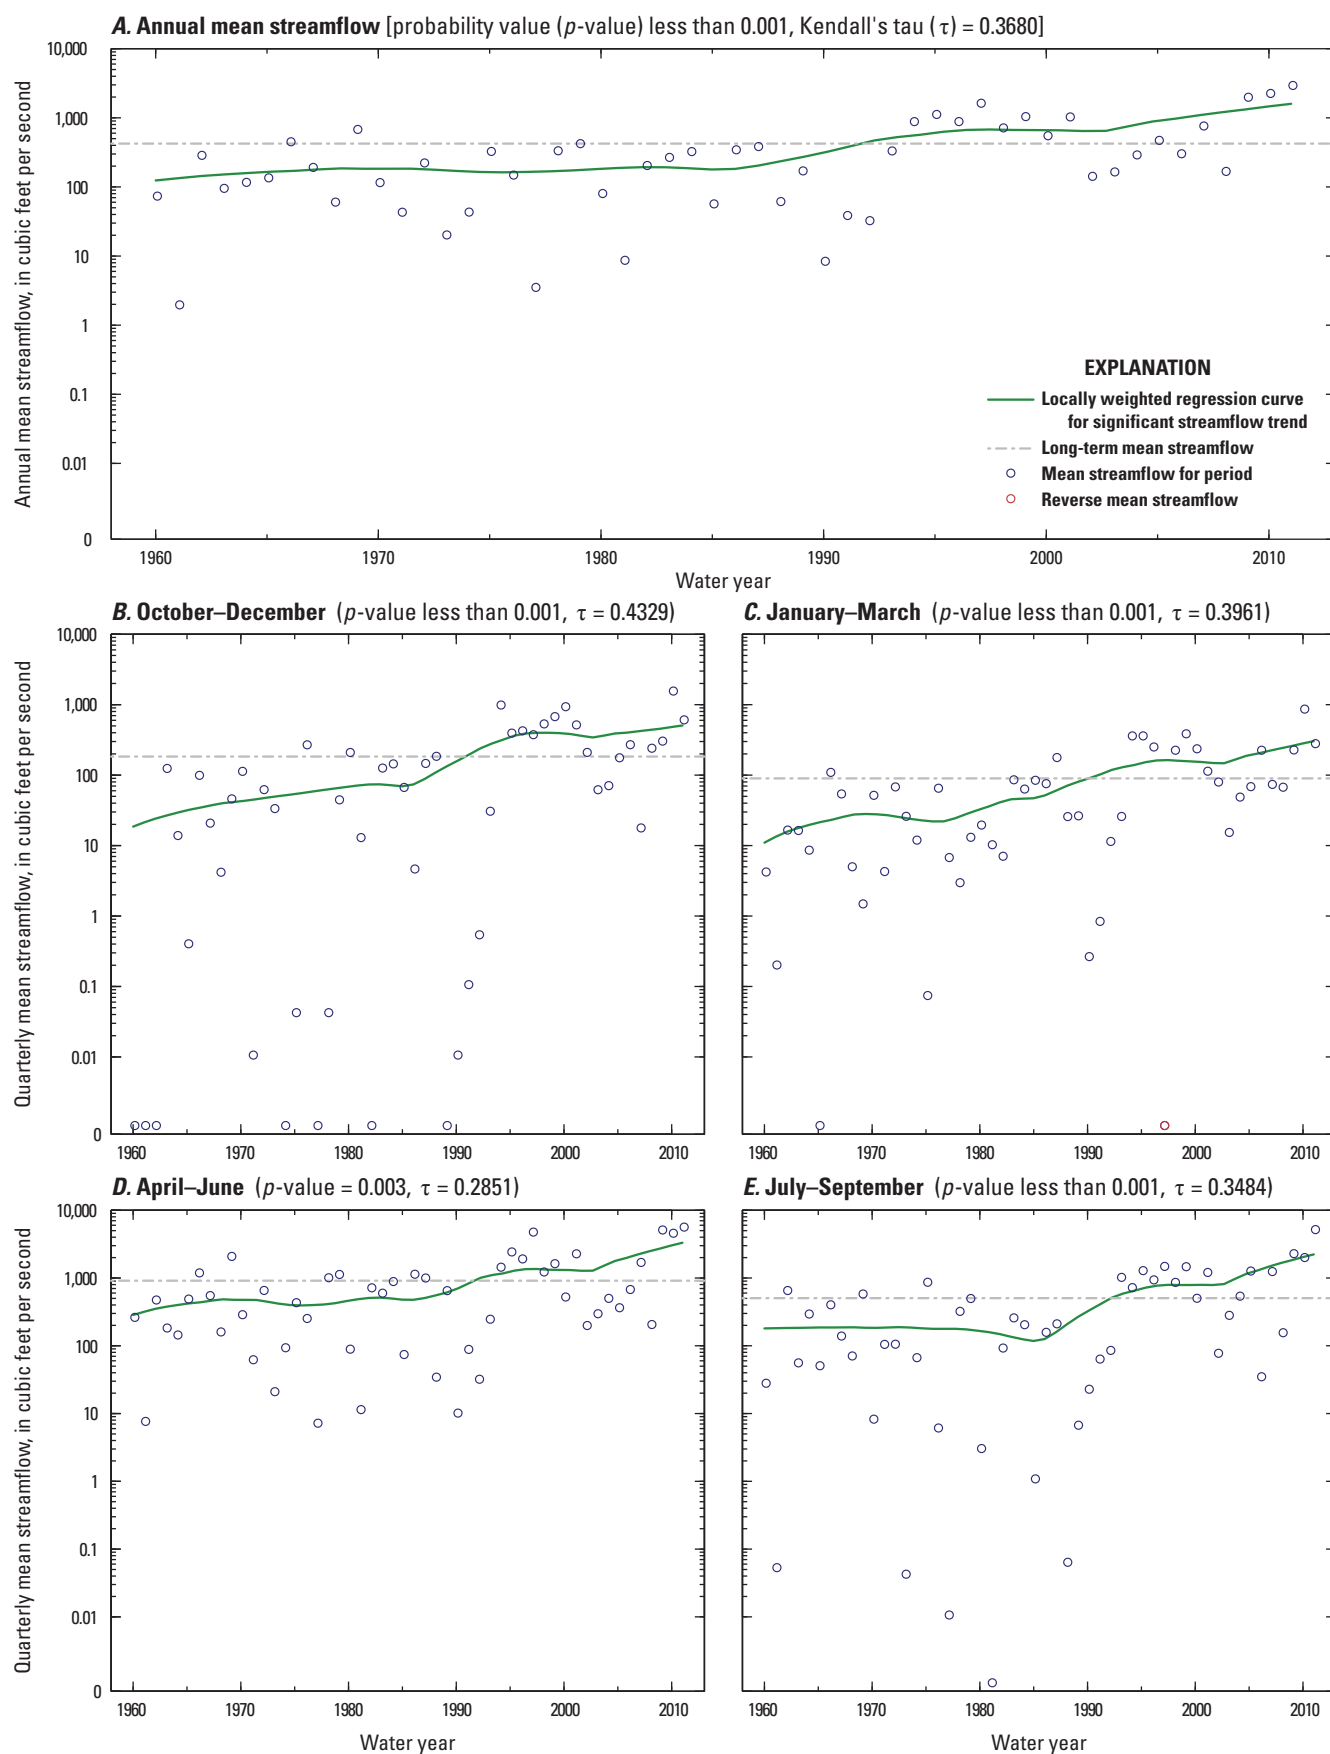 A. Annual mean streamflow [probability value (p-value) less than 0.001, Kendall's tau (τ) = 0.3680]
Annual mean streamflow, in cubic feet per second
10,000
1,000
100
10
1
0.1
0.01
0
EXPLANATION
Locally weighted regression curve
for significant streamflow trend
Long-term mean streamflow
Mean streamflow for period
Reverse mean streamflow
1960 1970 1980 1990 2000 2010
Water year
B. October–December (p-value less than 0.001, τ = 0.4329)
Quarterly mean streamflow, in cubic feet per second
10,000
1,000
100
10
1
0.1
0.01
0
1960 1970 1980 1990 2000 2010
C. January–March (p-value less than 0.001, τ = 0.3961)
1960 1970 1980 1990 2000 2010
D. April–June (p-value = 0.003, τ = 0.2851)
Quarterly mean streamflow, in cubic feet per second
10,000
1,000
100
10
1
0.1
0.01
0
1960 1970 1980 1990 2000 2010
Water year
E. July–September (p-value less than 0.001, τ = 0.3484)
1960 1970 1980 1990 2000 2010
Water year